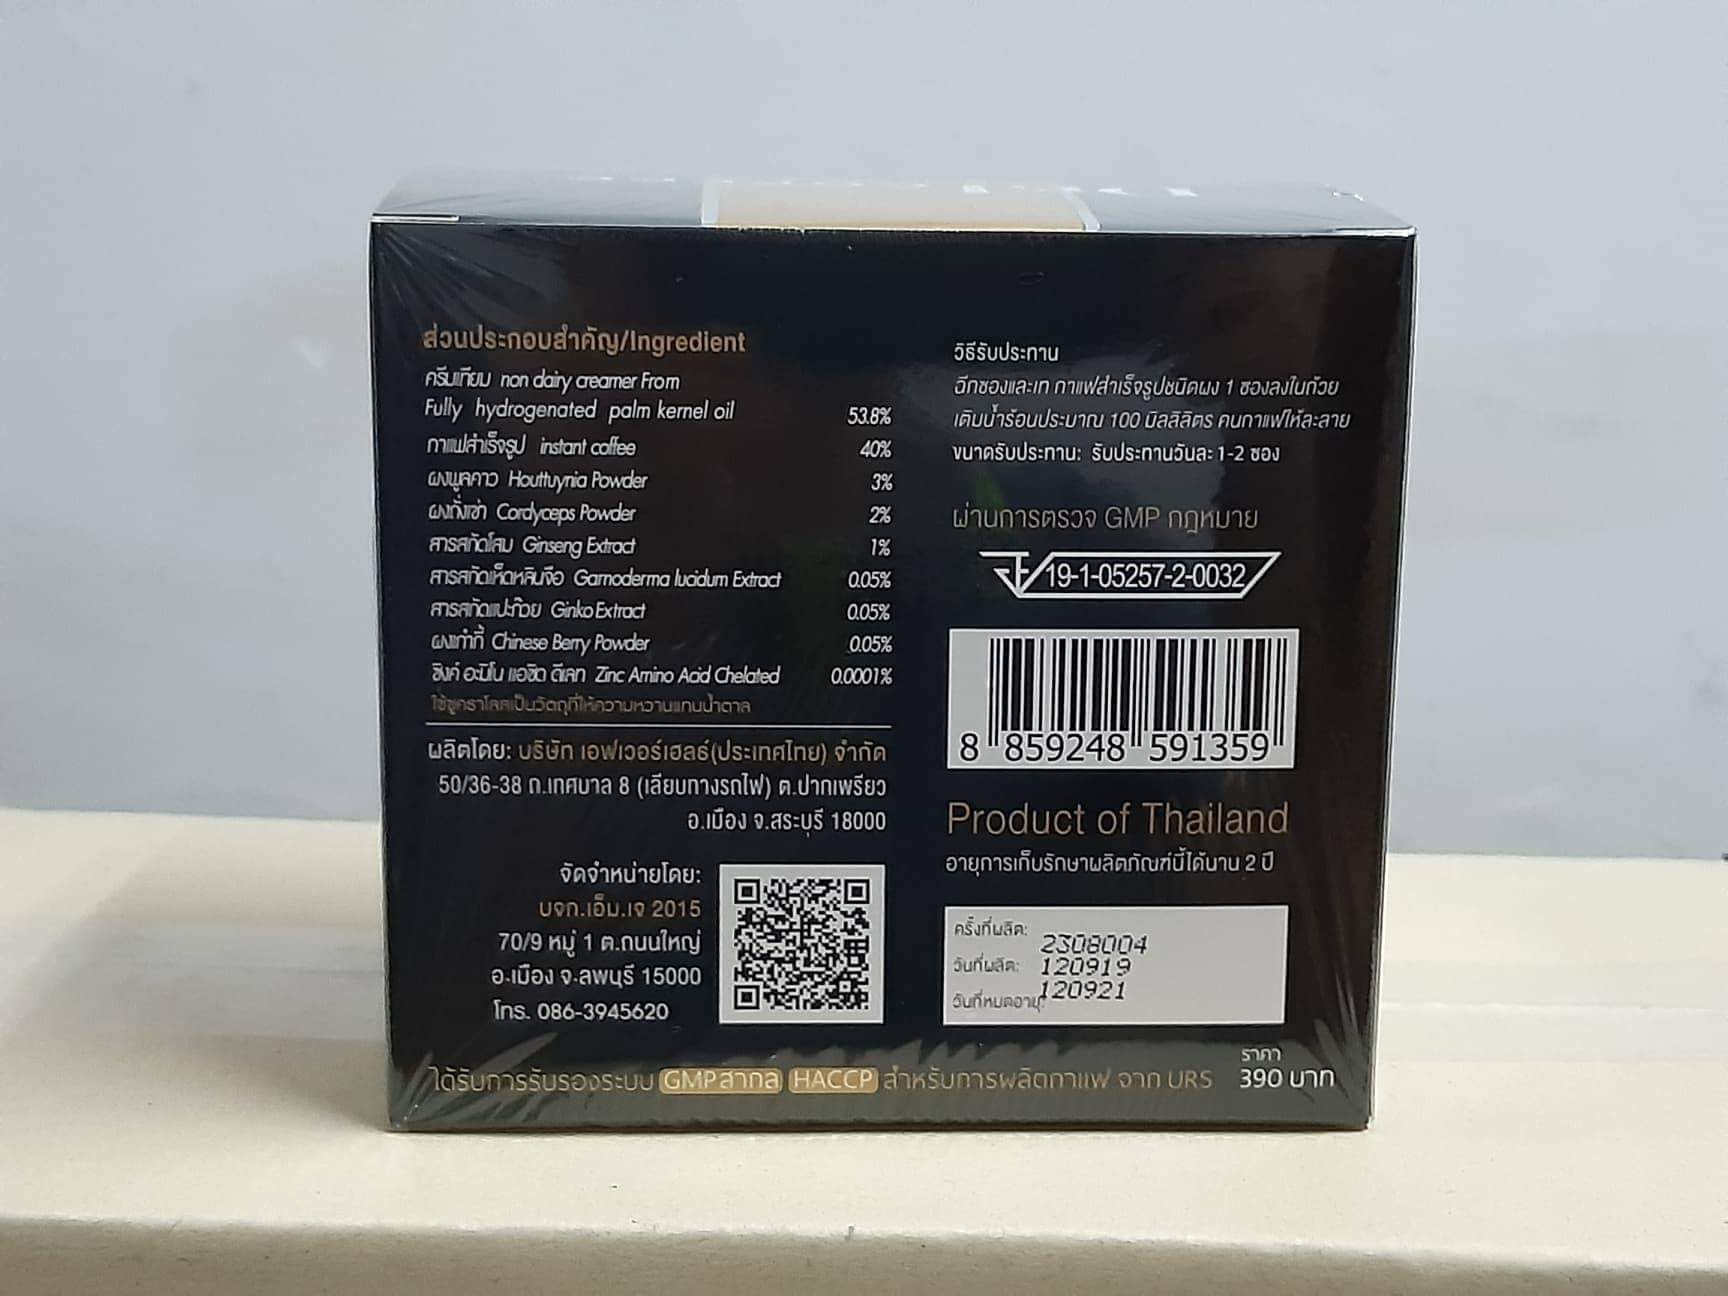 ส่วนประกอบสำคัญ/Ingredient
ครีมเทียม non dairy creamer From
Fully hydrogenated palm kernel oil 53.8%
กาแฟสำเร็จรูป instant coffee 40%
ผงพูลคาว Houttuynia Powder 3%
ผงถั่งเช่า Cordyceps Powder 2%
สารสกัดโสม Ginseng Extract 1%
สารสกัดเห็ดหลินจือ Garnoderma lucidum Extract 0.05%
สารสกัดแปะก๊วย Ginko Extract 0.05%
ผงเก๋ากี้ Chinese Berry Powder 0.05%
ซิงค์ อะมิโน แอซิด คีเลท Zinc Amino Acid Chelated 0.0001%
ใช้ซูคราโลสเป็นวัตถุที่ให้ความหวานแทนน้ำตาล
ผลิตโดย: บริษัท เอฟเวอร์เฮลธ์(ประเทศไทย) จำกัด
50/36-38 ถ.เทศบาล 8 (เลียบทางรถไฟ) ต.ปากเพรียว
อ.เมือง จ.สระบุรี 18000
จัดจำหน่ายโดย:
บจก.เอ็ม.เจ 2015
70/9 หมู่ 1 ต.ถนนใหญ่
อ.เมือง จ.ลพบุรี 15000
โทร. 086-3945620
วิธีรับประทาน
ฉีกซองและเท กาแฟสำเร็จรูปชนิดผง 1 ซองลงในถ้วย
เติมน้ำร้อนประมาณ 100 มิลลิลิตร คนกาแฟให้ละลาย
ขนาดรับประทาน: รับประทานวันละ 1-2 ซอง
ผ่านการตรวจ GMP กฎหมาย
19-1-05257-2-0032
8 859248 591359
Product of Thailand
อายุการเก็บรักษาผลิตภัณฑ์นี้ได้นาน 2 ปี
ครั้งที่ผลิต: 2308004
วันที่ผลิต: 120919
วันที่หมดอายุ: 120921
ได้รับการรับรองระบบ GMPสากล HACCP สำหรับการผลิตกาแฟ จาก URS
ราคา
390 บาท